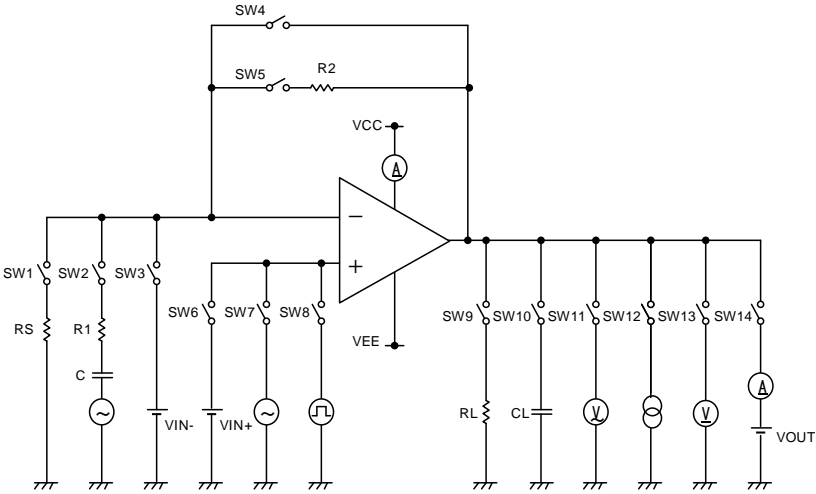 SW4
SW5 R2
VCC
A
SW1 SW2 SW3
− +
SW6 SW7 SW8
SW9 SW10 SW11 SW12 SW13 SW14
RS R1
VEE
C
A
VIN- VIN+
RL CL V V
VOUT